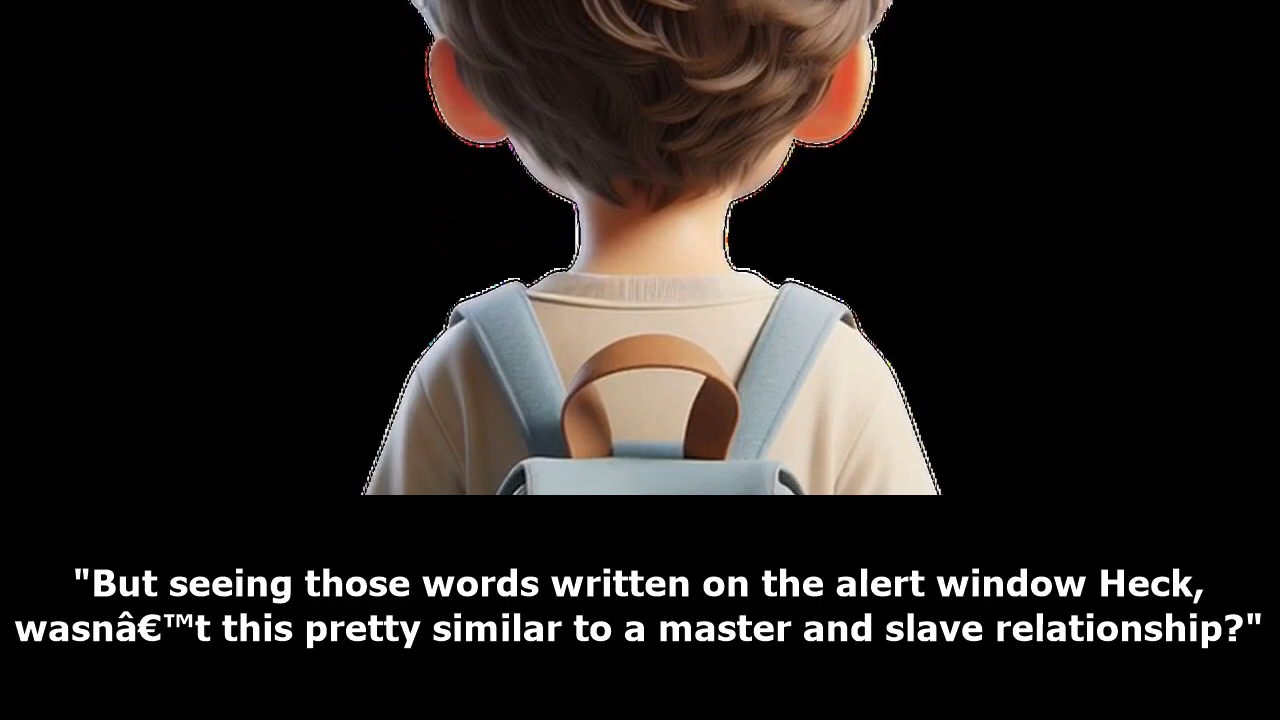 "But seeing those words written on the alert window Heck,
wasnâ€™t this pretty similar to a master and slave relationship?"